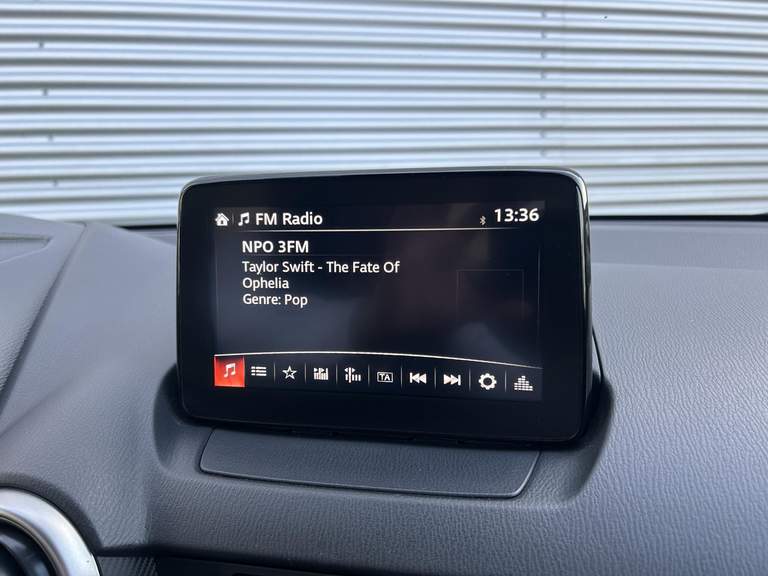 FM Radio 13:36
NPO 3FM
Taylor Swift - The Fate Of
Ophelia
Genre: Pop
TA